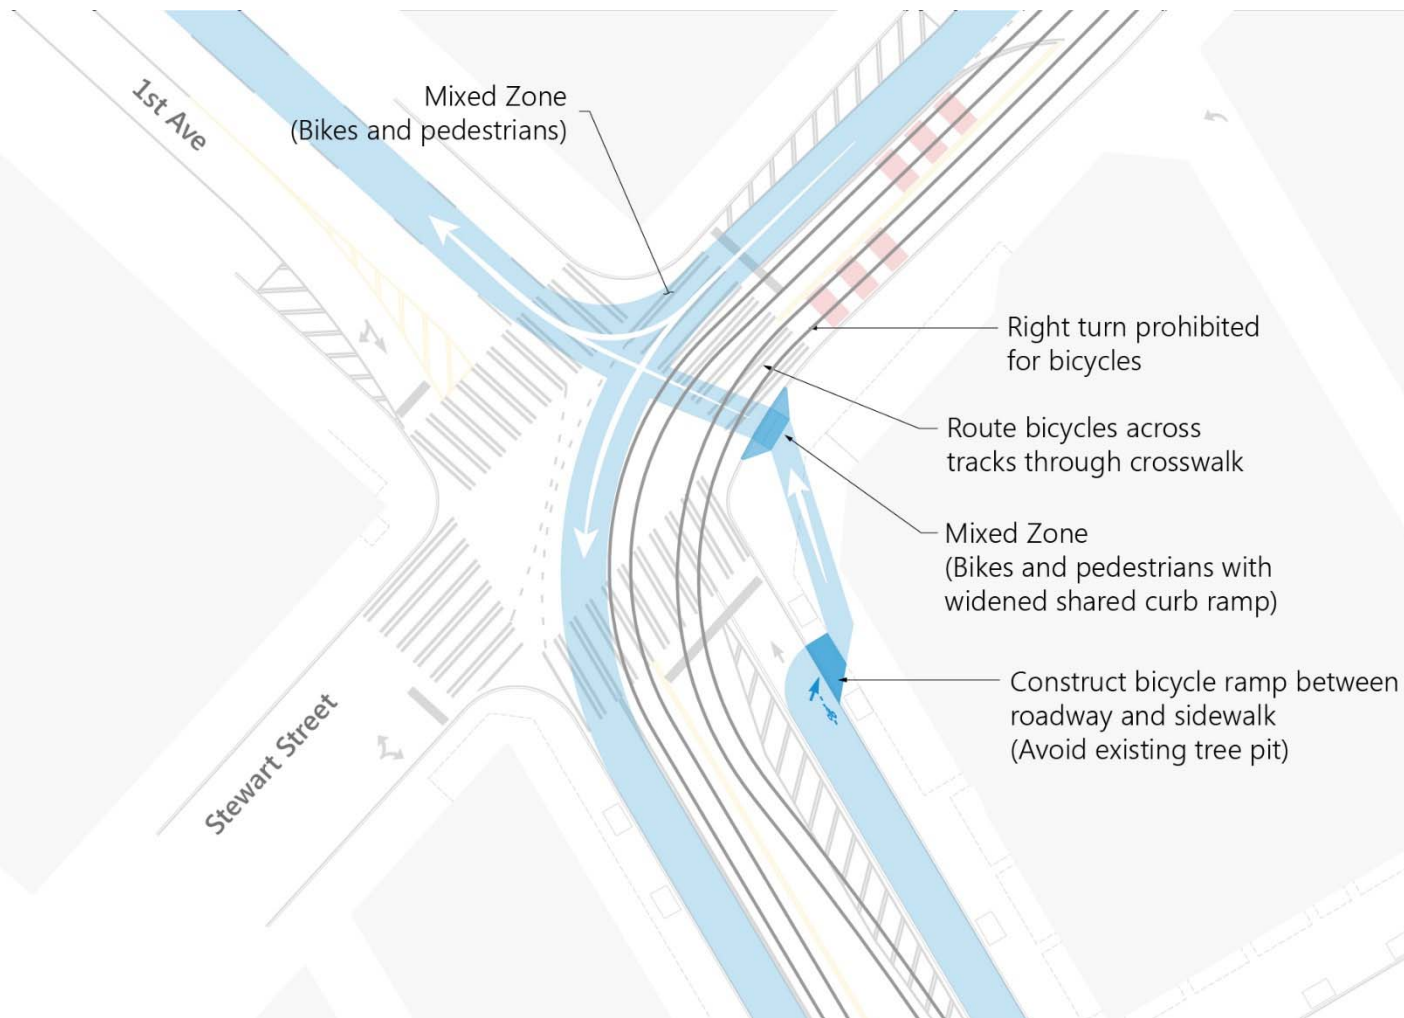 1st Ave
Mixed Zone
(Bikes and pedestrians)
Right turn prohibited
for bicycles
Route bicycles across
tracks through crosswalk
Mixed Zone
(Bikes and pedestrians with
widened shared curb ramp)
Construct bicycle ramp between
roadway and sidewalk
(Avoid existing tree pit)
Stewart Street